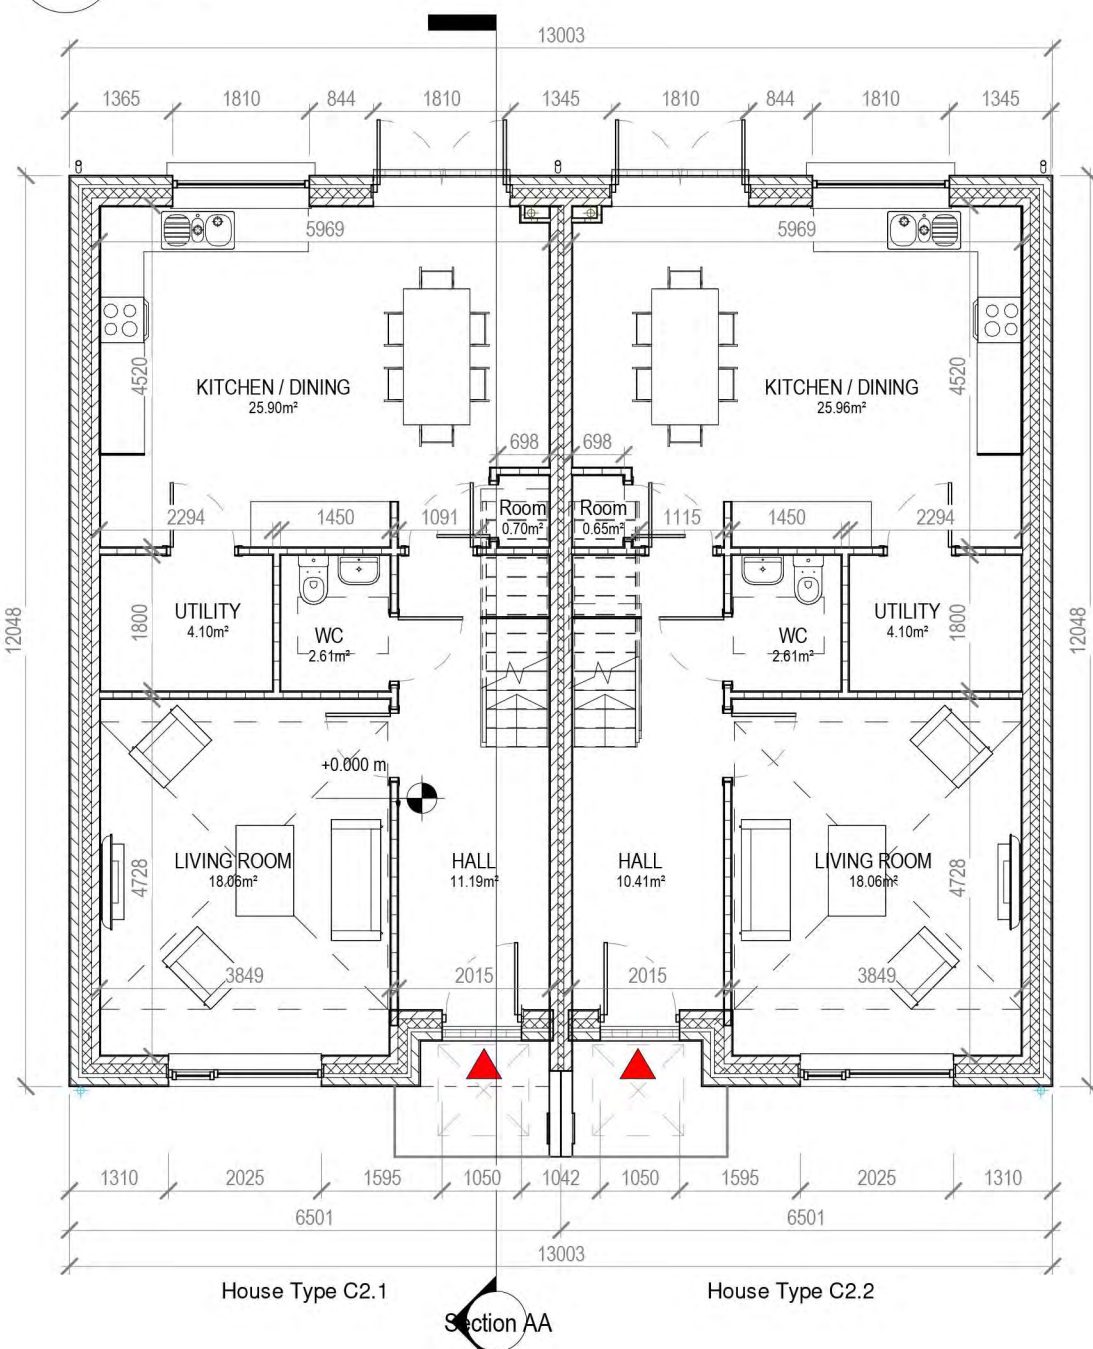 13003
1365 1810 844 1810 1345 1810 844 1810 1345
5969 5969
4520 4520
KITCHEN / DINING KITCHEN / DINING
25.90m² 25.96m²
698 698
Room Room
0.70m² 0.65m²
2294 1450 1091 1115 1450 2294
12048 12048
1800 1800
UTILITY UTILITY
4.10m² 4.10m²
WC WC
2.61m² 2.61m²
+0.000 m
LIVING ROOM HALL HALL LIVING ROOM
18.06m² 11.19m² 10.41m² 18.06m²
4728 4728
3849 2015 2015 3849
1310 2025 1595 1050 1042 1050 1595 2025 1310
6501 6501
13003
House Type C2.1 House Type C2.2
Section AA